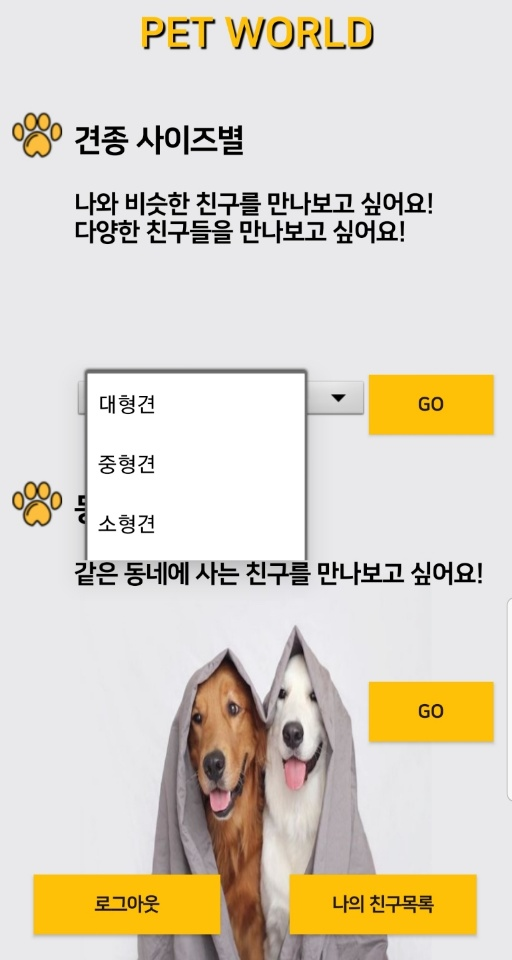 PET WORLD
견종 사이즈별
나와 비슷한 친구를 만나보고 싶어요!
다양한 친구들을 만나보고 싶어요!
대형견
GO
중형견
소형견
같은 동네에 사는 친구를 만나보고 싶어요!
GO
로그아웃
나의 친구목록